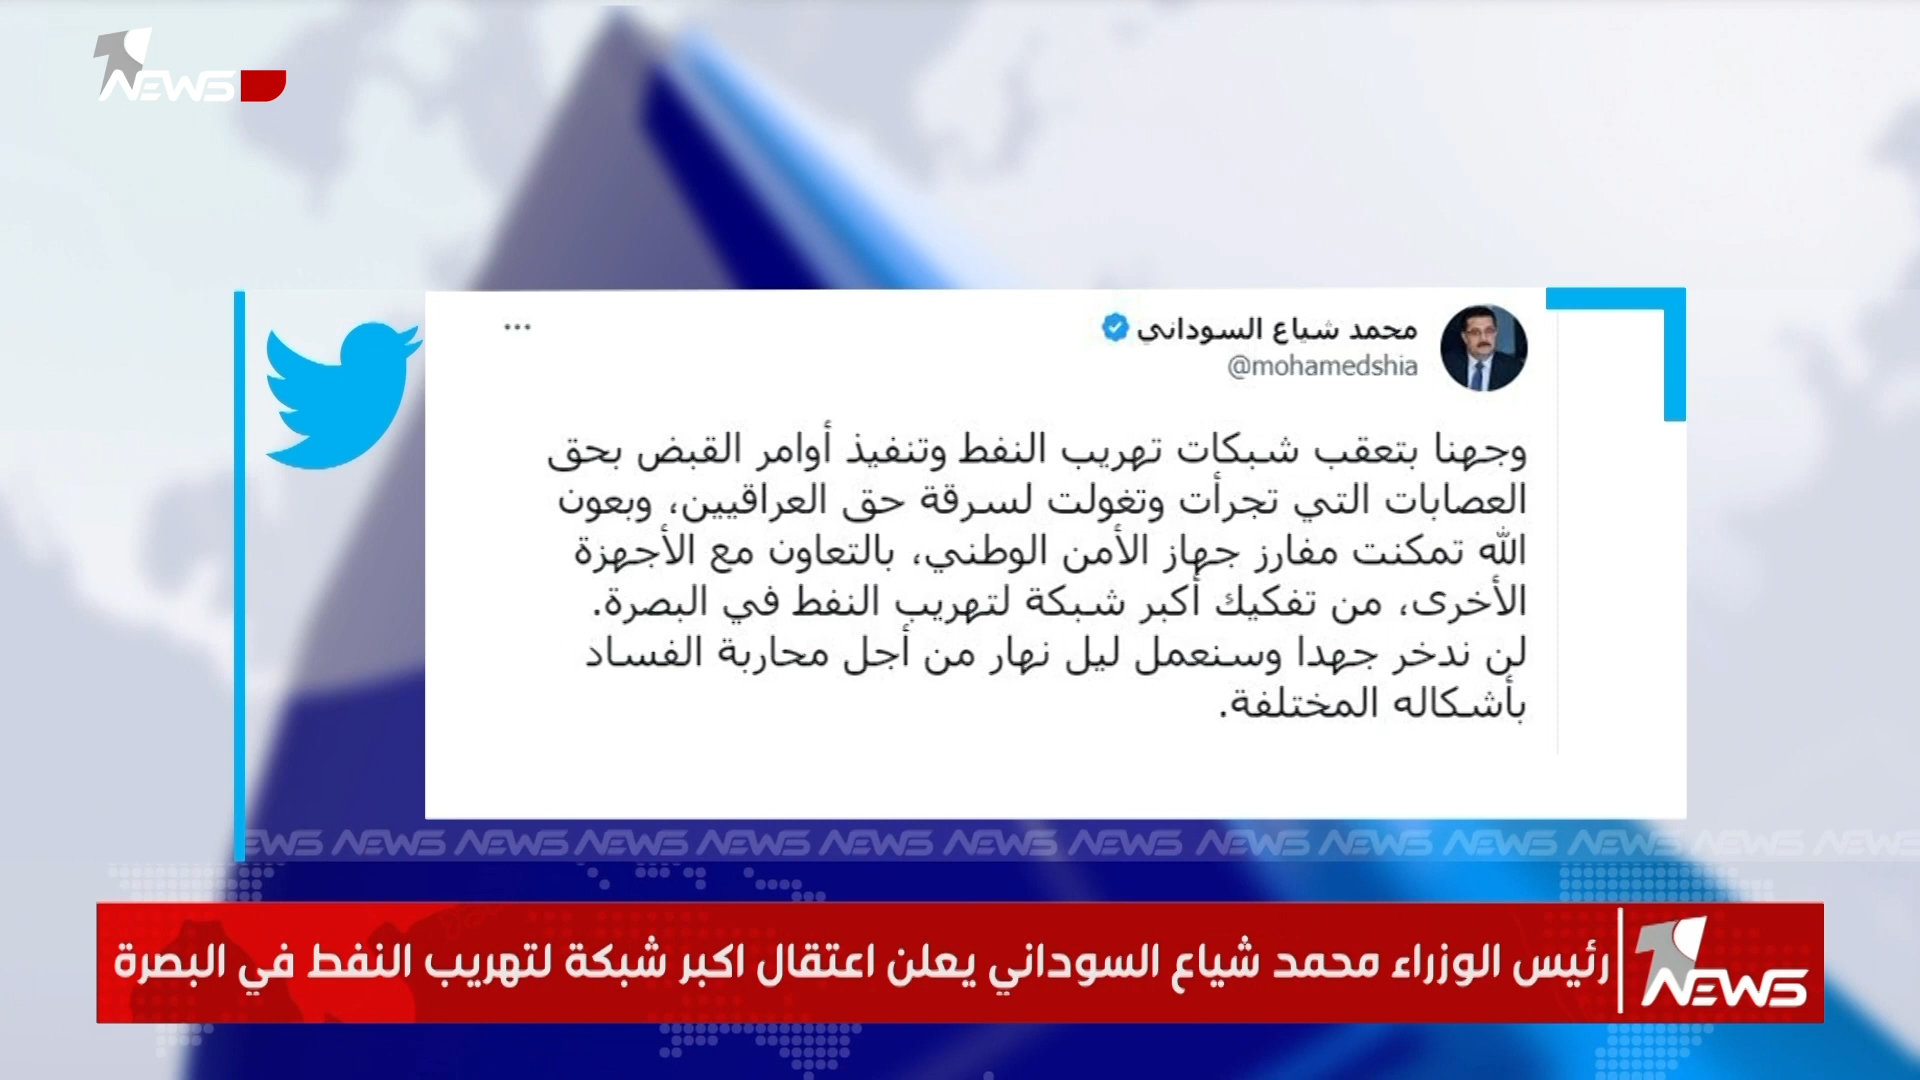 NEWS
محمد شياع السوداني
@mohamedshia
وجهنا بتعقب شبكات تهريب النفط وتنفيذ أوامر القبض بحق
العصابات التي تجرأت وتغولت لسرقة حق العراقيين، وبعون
الله تمكنت مفارز جهاز الأمن الوطني، بالتعاون مع الأجهزة
الأخرى، من تفكيك أكبر شبكة لتهريب النفط في البصرة.
لن ندخر جهدا وسنعمل ليل نهار من أجل محاربة الفساد
بأشكاله المختلفة.
NEWS NEWS NEWS NEWS NEWS NEWS NEWS NEWS NEWS NEWS NEWS NEWS NEWS NEWS
رئيس الوزراء محمد شياع السوداني يعلن اعتقال اكبر شبكة لتهريب النفط في البصرة
NEWS